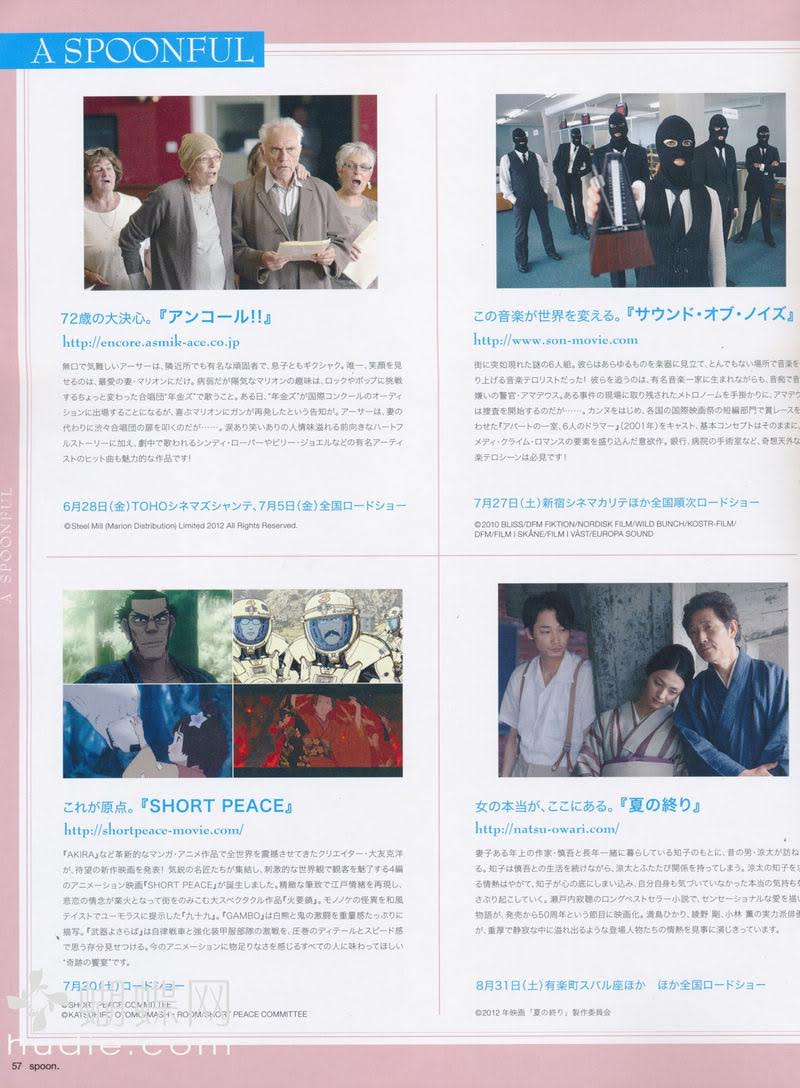 A SPOONFUL
72歳の大決心。『アンコール!!』
http://encore.asmik-ace.co.jp
無口で気難しいアーサーは、隣近所でも有名な頑固者で、息子ともギクシャク。唯一、笑顔を見
せるのは、最愛の妻・マリオンにだけ。病弱だが陽気なマリオンの趣味は、ロックやポップに挑戦
するちょっと変わった合唱団“年金ズ”で歌うこと。ある日、“年金ズ”が国際コンクールのオーディ
ションに出場することになるが、喜ぶマリオンにガンが再発したという告知が。アーサーは、妻の
代わりに渋々合唱団の扉を叩くのだが……。涙あり笑いありの人情味溢れる前向きなハートフ
ルストーリーに加え、劇中で歌われるシンディ・ローパーやビリー・ジョエルなどの有名アーティ
ストのヒット曲も魅力的な作品です!
6月28日(金)TOHOシネマズシャンテ、7月5日(金)全国ロードショー
©Steel Mill (Marion Distribution) Limited 2012 All Rights Reserved.
この音楽が世界を変える。『サウンド・オブ・ノイズ』
http://www.son-movie.com
街に突如現れた謎の6人組。彼らはあらゆるものを楽器に見立て、とんでもない場所で音楽を
り上げる音楽テロリストだった! 彼らを追うのは、有名音楽一家に生まれながらも、音痴で音
嫌いの警官・アマデウス。ある事件の現場に取り残されたメトロノームを手掛かりに、アマデウ
は捜査を開始するのだが……。カンヌをはじめ、各国の国際映画祭の短編部門で賞レースを
わせた『アパートの一室、6人のドラマー』(2001年)をキャスト、基本コンセプトはそのままに、
メディ・クライム・ロマンスの要素を盛り込んだ意欲作。銀行、病院の手術室など、奇想天外な
楽テロシーンは必見です!
7月27日(土)新宿シネマカリテほか全国順次ロードショー
©2010 BLISS/DFM FIKTION/NORDISK FILM/WILD BUNCH/KOSTR-FILM/
DFM/FILM I SKÅNE/FILM I VÄST/EUROPA SOUND
A SPOONFUL
これが原点。『SHORT PEACE』
http://shortpeace-movie.com/
『AKIRA』など革新的なマンガ・アニメ作品で全世界を震撼させてきたクリエイター・大友克洋
が、待望の新作映画を発表! 気鋭の名匠たちが集結し、刺激的な世界観で観客を魅了する4編
のアニメーション映画『SHORT PEACE』が誕生しました。精緻な筆致で江戸情緒を再現し、
悲恋の情念が業火となって街をのみこむ大スペクタクル作品『火要鎮』。モノノケの怪異を和風
テイストでユーモラスに提示した『九十九』。『GAMBO』は白熊と鬼の激闘を重量感たっぷりに
描写。『武器よさらば』は自律戦車と強化装甲服部隊の激戦を、圧巻のディテールとスピード感
で思う存分見せつける。今のアニメーションに物足りなさを感じるすべての人に味わってほしい
“奇跡の饗宴”です。
7月20日(土)ロードショー
©SHORT PEACE COMMITTEE
©KATSUHIRO OTOMO/MASH・ROOM/SHORT PEACE COMMITTEE
女の本当が、ここにある。『夏の終り』
http://natsu-owari.com/
妻子ある年上の作家・慎吾と長年一緒に暮らしている知子のもとに、昔の男・涼太が訪ね
る。知子は慎吾との生活を続けながら、涼太とふたたび関係を持ってしまう。涼太の知子を求
る情熱はやがて、知子が心の底にしまい込み、自分自身も気づいていなかった本当の気持ちを
さぶり起こしていく。瀬戸内寂聴のロングベストセラー小説で、センセーショナルな愛を描い
物語が、発売から50周年という節目に映画化。満島ひかり、綾野 剛、小林 薫の実力派俳優
が、重厚で静寂な中に溢れ出るような登場人物たちの情熱を見事に演じきっています。
8月31日(土)有楽町スバル座ほか ほか全国ロードショー
©2012年映画「夏の終り」製作委員会
蝴蝶网
hudie.com
57 spoon.